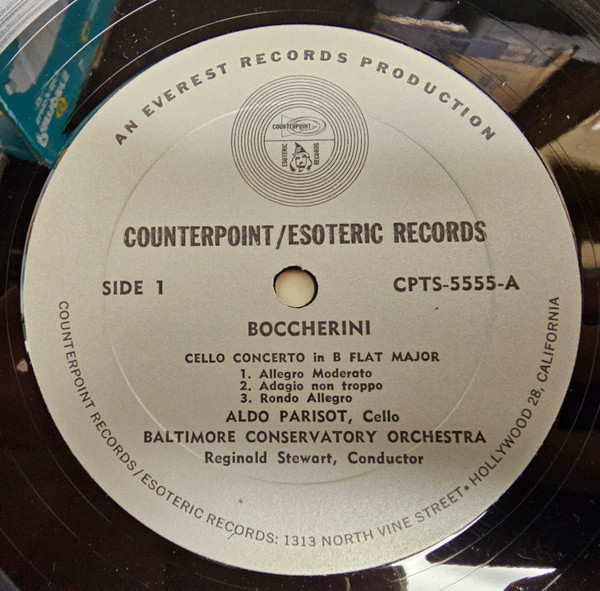 AN EVEREST RECORDS PRODUCTION
COUNTERPOINT
ESOTERIC RECORDS
COUNTERPOINT/ESOTERIC RECORDS
SIDE 1
CPTS-5555-A
BOCCHERINI
CELLO CONCERTO in B FLAT MAJOR
1. Allegro Moderato
2. Adagio non troppo
3. Rondo Allegro
ALDO PARISOT, Cello
BALTIMORE CONSERVATORY ORCHESTRA
Reginald Stewart, Conductor
COUNTERPOINT RECORDS/ESOTERIC RECORDS: 1313 NORTH VINE STREET • HOLLYWOOD 28, CALIFORNIA